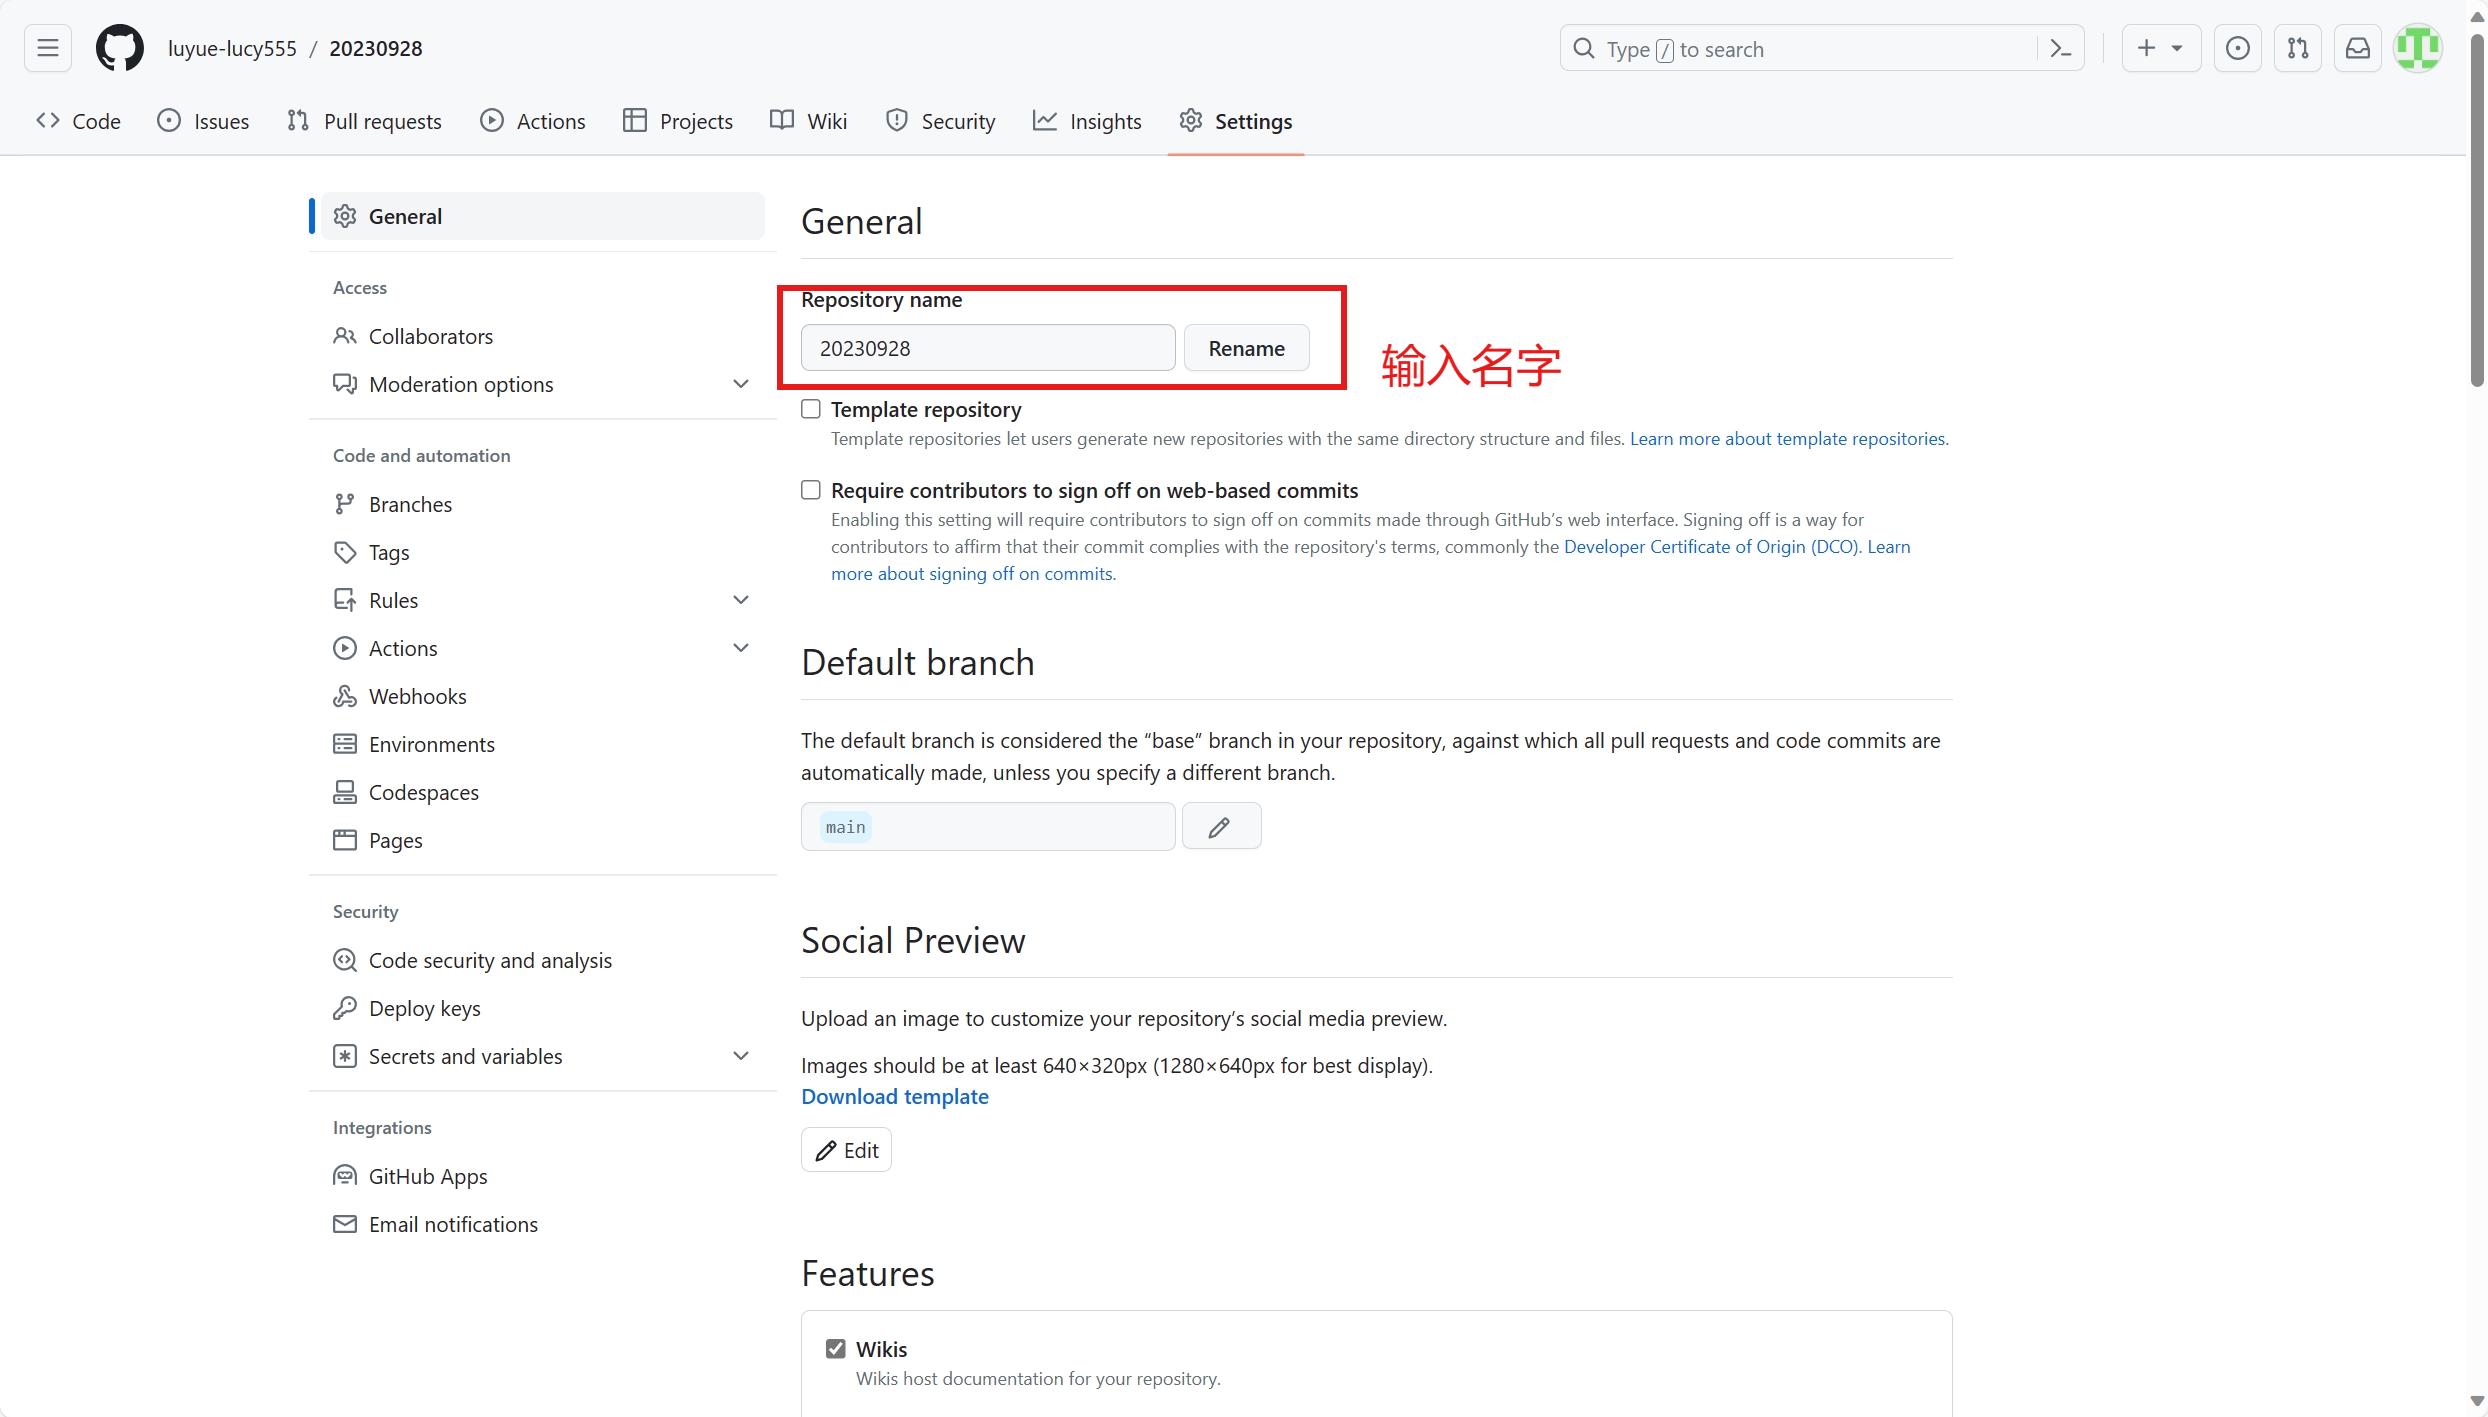 luyue-lucy555 / 20230928
Type / to search
Code Issues Pull requests Actions Projects Wiki Security Insights Settings
General
Access
Collaborators
Moderation options
Code and automation
Branches
Tags
Rules
Actions
Webhooks
Environments
Codespaces
Pages
Security
Code security and analysis
Deploy keys
Secrets and variables
Integrations
GitHub Apps
Email notifications
General
Repository name
20230928 Rename
输入名字
Template repository
Template repositories let users generate new repositories with the same directory structure and files. Learn more about template repositories.
Require contributors to sign off on web-based commits
Enabling this setting will require contributors to sign off on commits made through GitHub’s web interface. Signing off is a way for
contributors to affirm that their commit complies with the repository's terms, commonly the Developer Certificate of Origin (DCO). Learn
more about signing off on commits.
Default branch
The default branch is considered the “base” branch in your repository, against which all pull requests and code commits are
automatically made, unless you specify a different branch.
main
Social Preview
Upload an image to customize your repository’s social media preview.
Images should be at least 640×320px (1280×640px for best display).
Download template
Edit
Features
Wikis
Wikis host documentation for your repository.